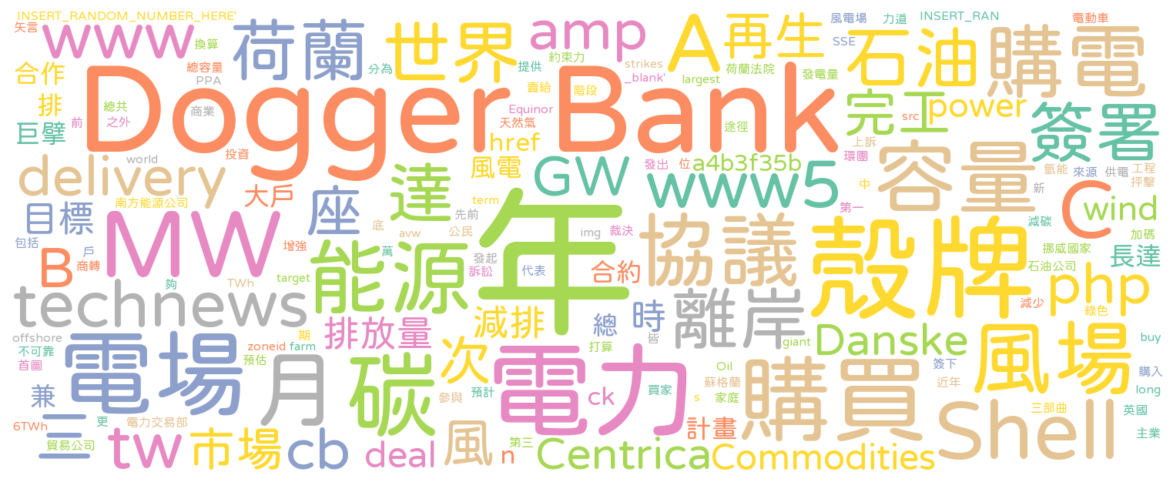 INSERT_RANDOM_NUMBER_HERE'
矢言
www
換算
荷蘭
世界
amp
A
再生
風電場
力道
INSERT_RAN
電動車
SSE
石油
購電
合作
總容量
PPA
分為
提供
約束力
strikes
_blank'
荷蘭法院
發電量
largest
賣給
階段
排
總共
商業
Dogger Bank
Equinor
天然氣
src
完工
power
簽署
巨擘
前
之外
href
途徑
上訴
delivery
world
投資
風電
GW
發出
位
a4b3f35b
環團
容量
氫能
來源
供電
工程
抨擊
南方能源公司
大戶
座
達
term
www5
中
新
C
wind
目標
底
avw
先前
公民
年
img
裁決
協議
第一
殼牌
減碳
加碼
包括
戶
商轉
增強
MW
B
能源
發起
訴訟
代表
合約
挪威國家
石油公司
長達
夠
TWh
target
萬
technews
排放量
減排
總
時
離岸
php
減少
綠色
offshore
不可靠
首圖
zoneid
farm
期
預估
次
打算
皆
giant
Danske
風場
buy
電場
月
碳
電力
購買
簽下
購入
兼
參與
預計
ck
買家
Oil
蘇格蘭
家庭
s
近年
long
6TWh
三
更
電力交易部
貿易公司
tw
市場
cb
deal
風
n
第三
Centrica
計畫
Commodities
Shell
三部曲
英國
主業